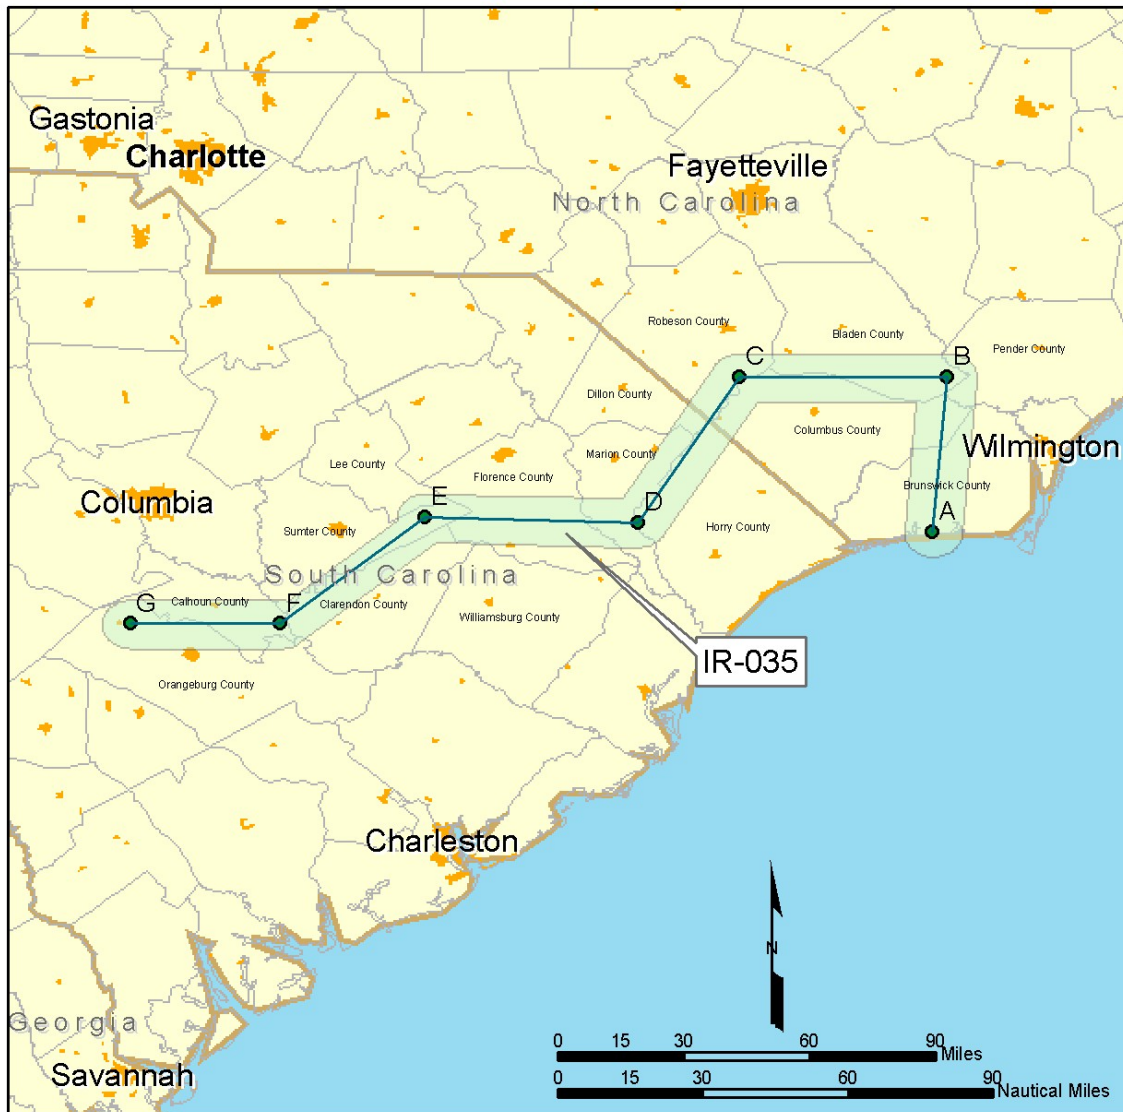 Gastonia
Charlotte
Fayetteville
North Carolina
Robeson County
Bladen County
Pender County
C
B
Dillon County
Columbus County
Wilmington
Marion County
Lee County
Florence County
Brunswick County
Columbia
E
D
A
Sumter County
Horry County
South Carolina
G
Calhoun County
F
Clarendon County
Williamsburg County
IR-035
Orangeburg County
Charleston
N
Georgia
Savannah
0 15 30 60 90
Miles
0 15 30 60 90
Nautical Miles